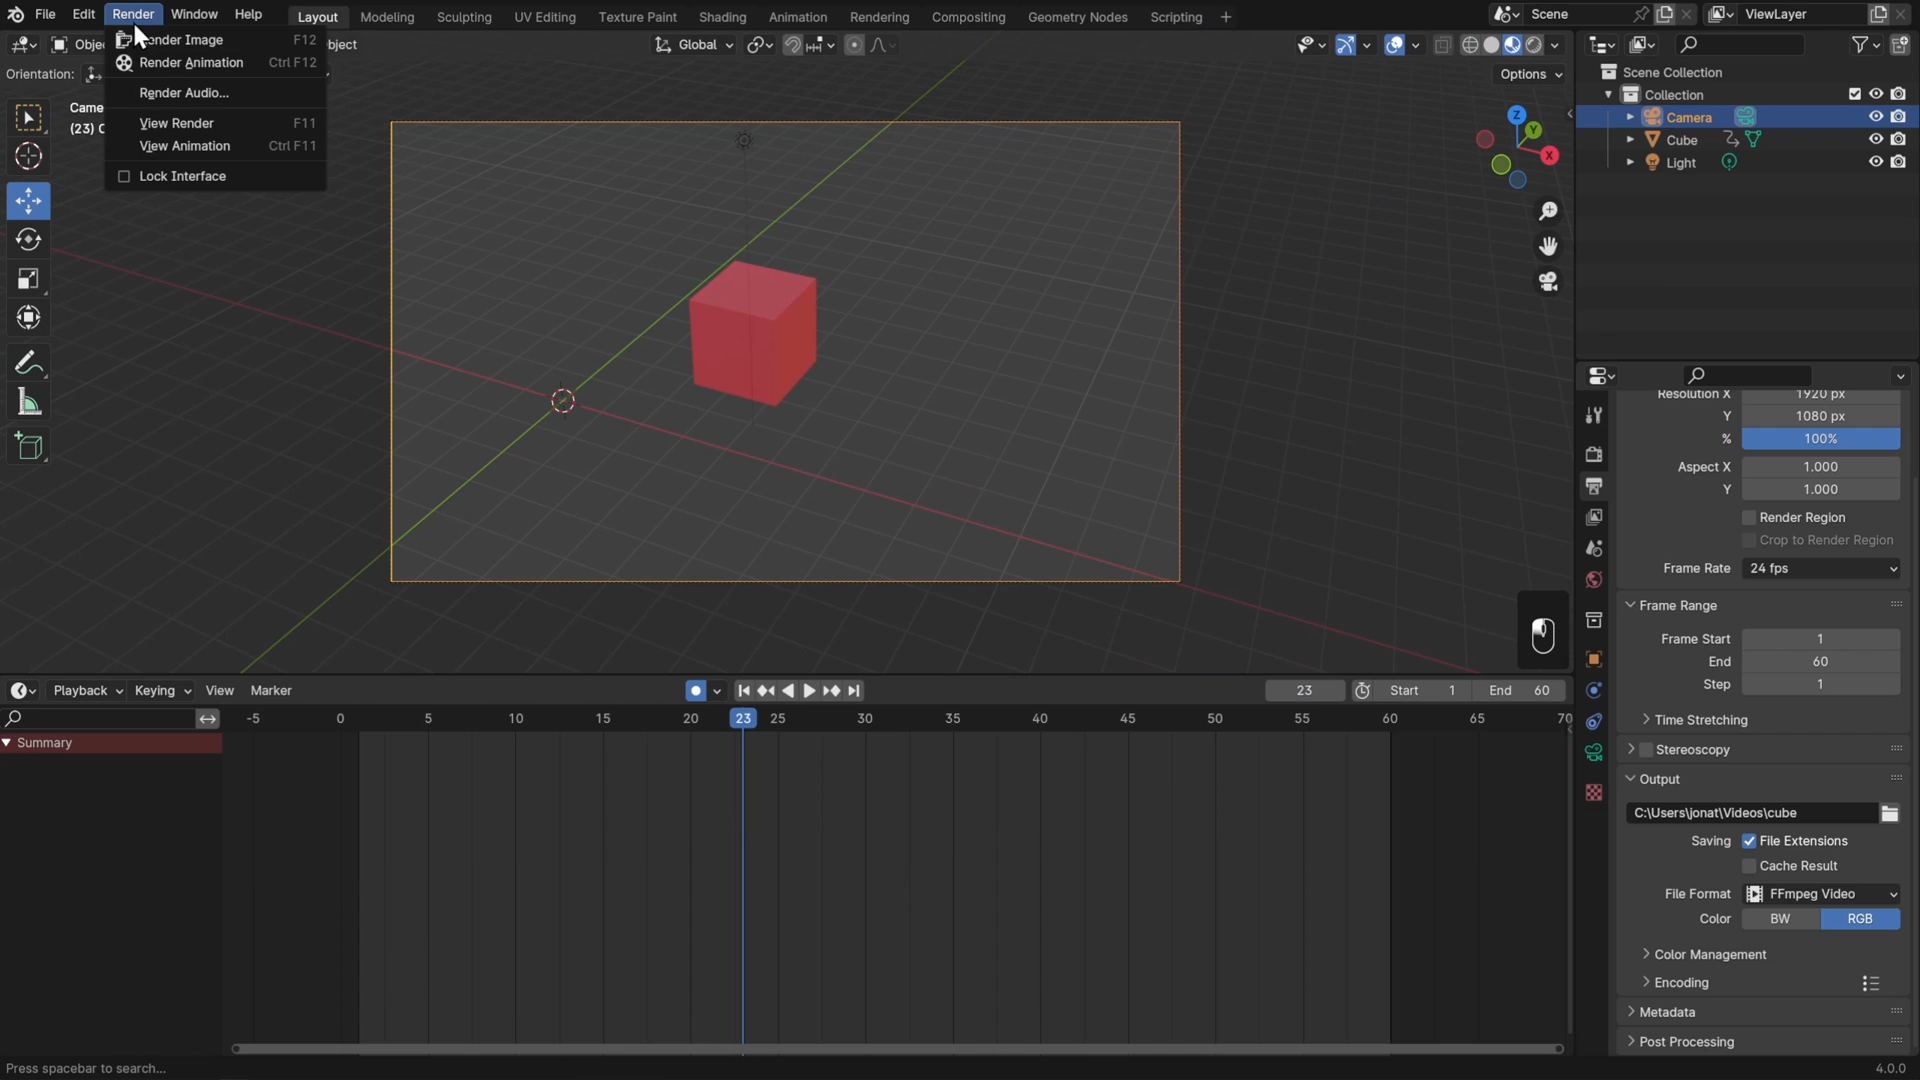 File Edit Render Window Help Layout Modeling Sculpting UV Editing Texture Paint Shading Animation Rendering Compositing Geometry Nodes Scripting + Scene ViewLayer
Global
Orientation:
Options
Render Image F12
Render Animation Ctrl F12
Render Audio...
View Render F11
View Animation Ctrl F11
Lock Interface
Z
Y
X
Scene Collection
Collection
Camera
Cube
Light
Resolution X 1920 px
Y 1080 px
% 100%
Aspect X 1.000
Y 1.000
Render Region
Crop to Render Region
Frame Rate 24 fps
Frame Range
Frame Start 1
End 60
Step 1
Time Stretching
Stereoscopy
Output
C:\Users\jonat\Videos\cube
Saving File Extensions
Cache Result
File Format FFmpeg Video
Color BW RGB
Color Management
Encoding
Metadata
Post Processing
Playback Keying View Marker 23 Start 1 End 60
-5 0 5 10 15 20 23 25 30 35 40 45 50 55 60 65 70
Summary
Press spacebar to search... 4.0.0